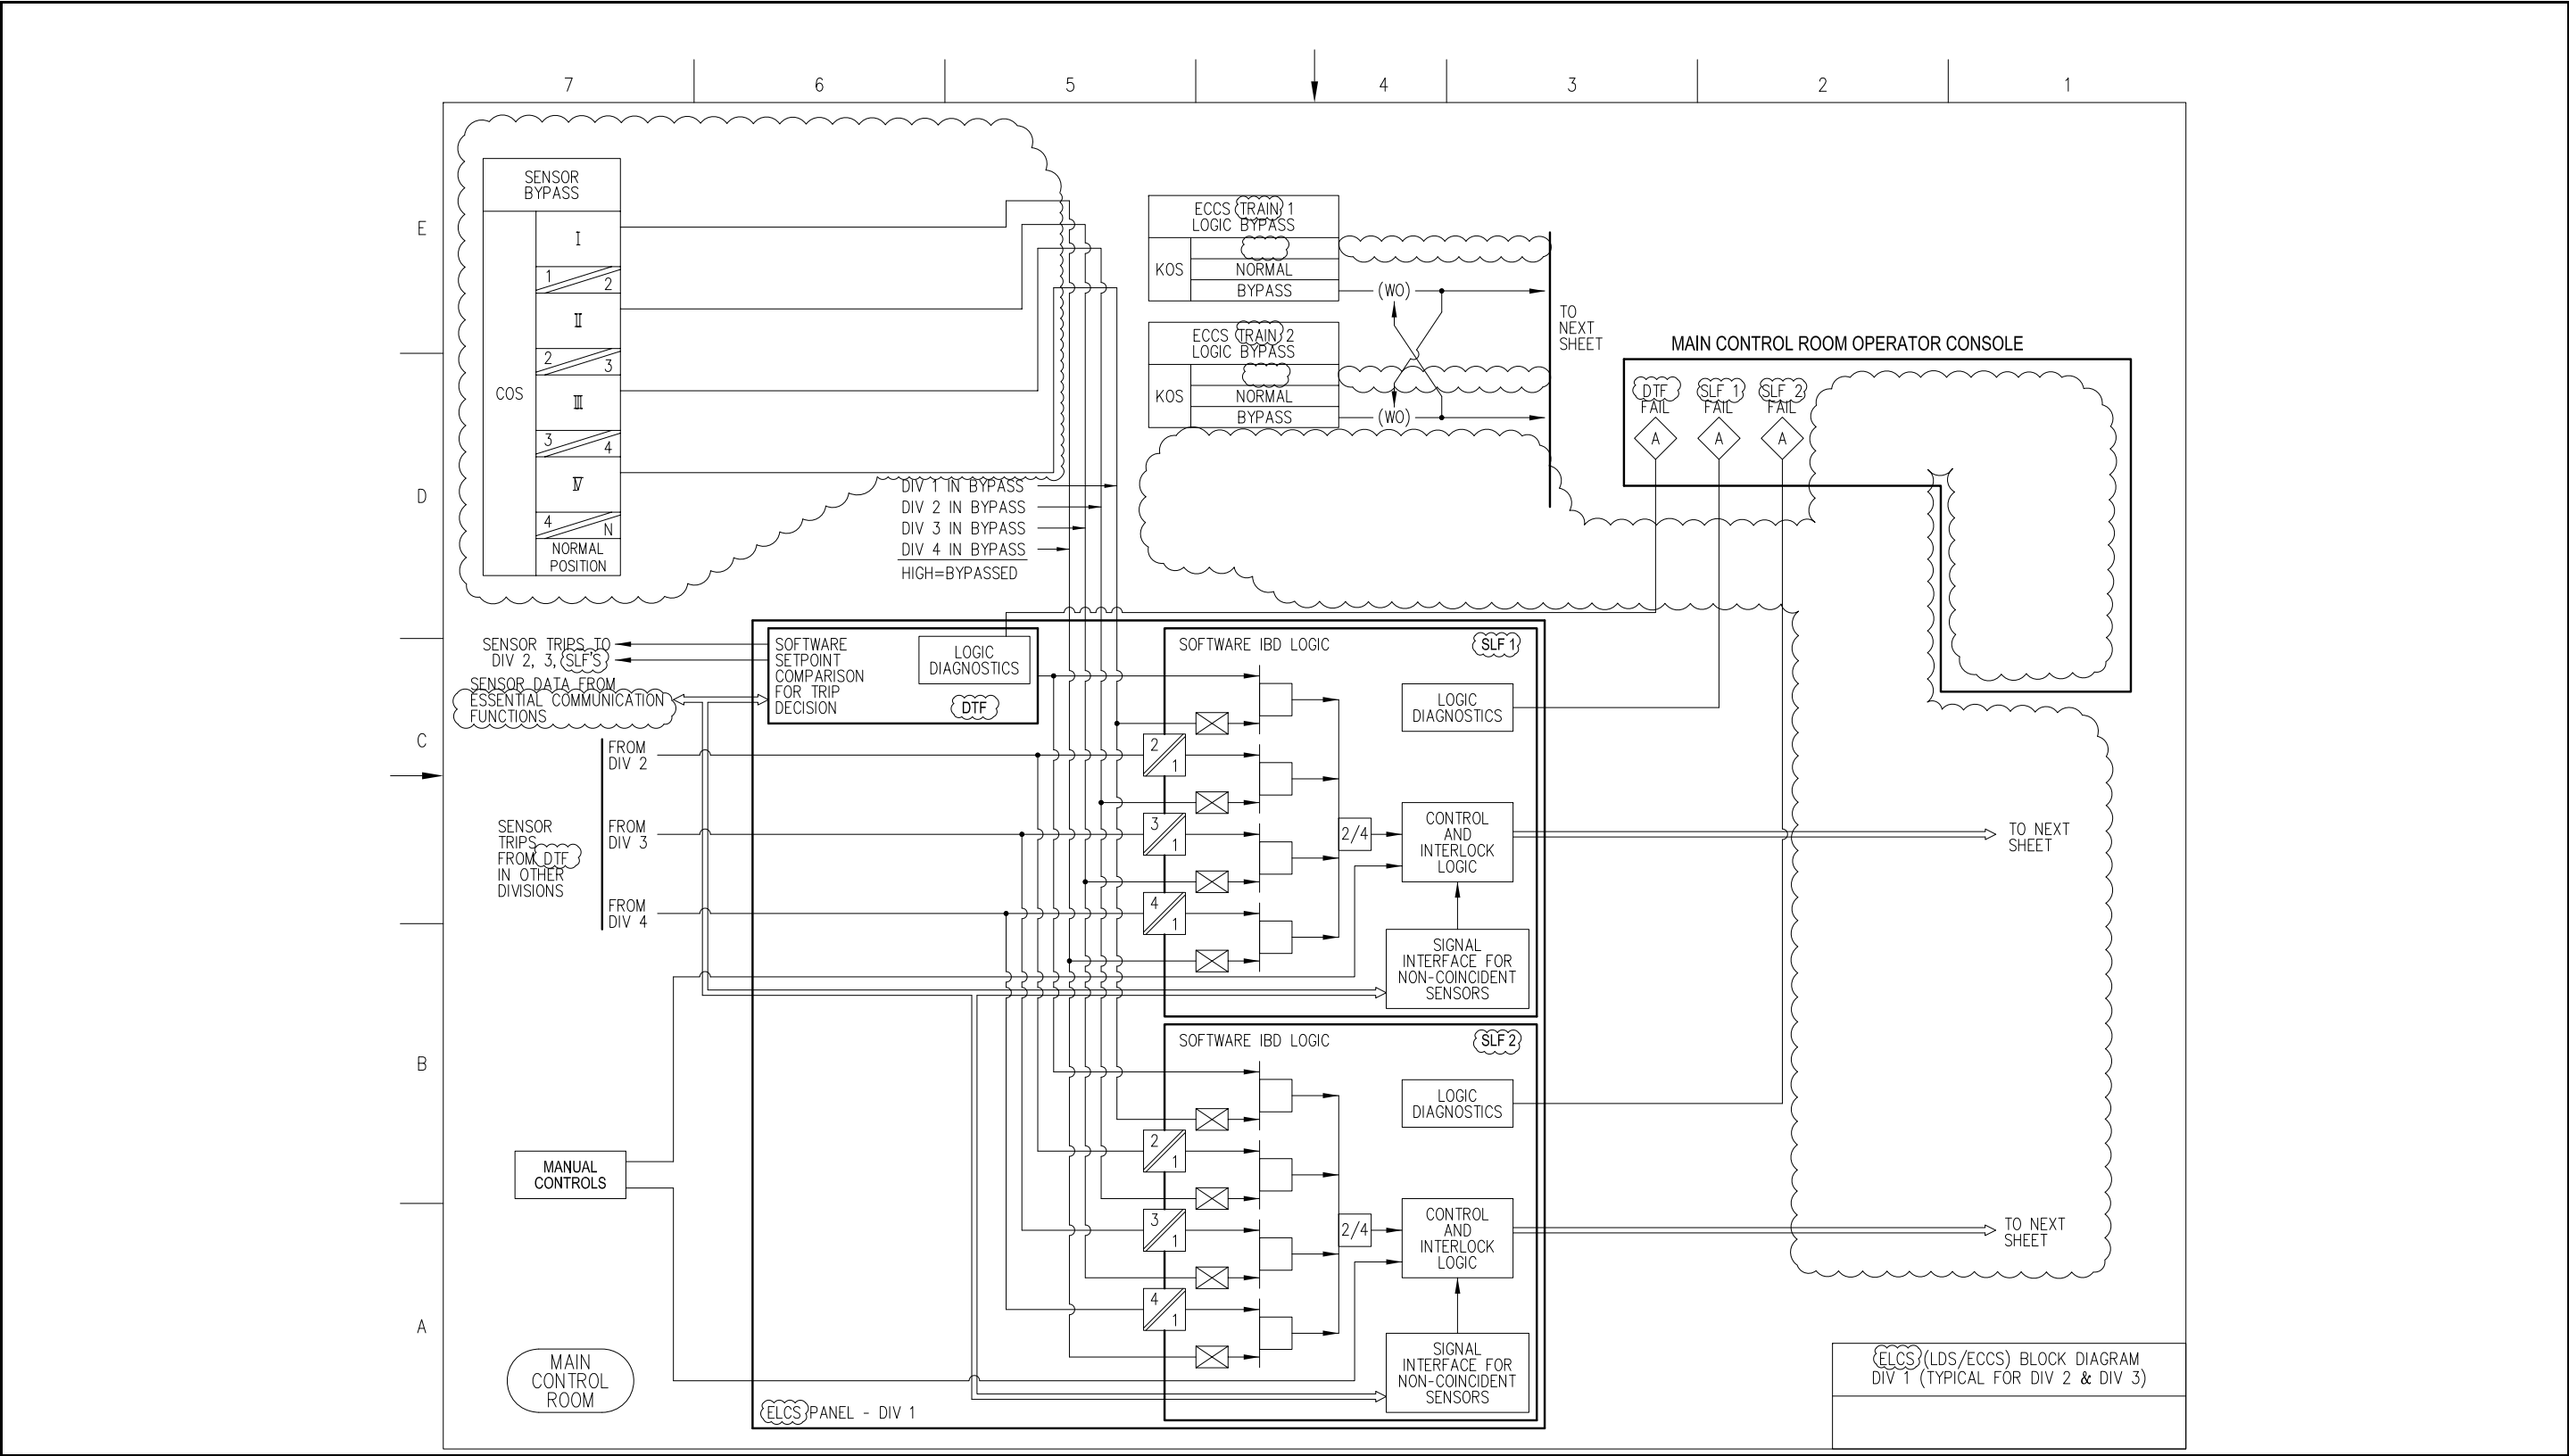 7
6
5
4
3
2
1
E
D
C
B
A
SENSOR
BYPASS
COS
I
1
2
II
2
3
III
3
4
IV
4
N
NORMAL
POSITION
ECCS TRAIN 1
LOGIC BYPASS
KOS
NORMAL
BYPASS
(WO)
ECCS TRAIN 2
LOGIC BYPASS
KOS
NORMAL
BYPASS
(WO)
TO
NEXT
SHEET
MAIN CONTROL ROOM OPERATOR CONSOLE
DTF
FAIL
A
SLF 1
FAIL
A
SLF 2
FAIL
A
DIV 1 IN BYPASS
DIV 2 IN BYPASS
DIV 3 IN BYPASS
DIV 4 IN BYPASS
HIGH=BYPASSED
SENSOR TRIPS TO
DIV 2, 3, SLF'S
SENSOR DATA FROM
ESSENTIAL COMMUNICATION
FUNCTIONS
SOFTWARE
SETPOINT
COMPARISON
FOR TRIP
DECISION
LOGIC
DIAGNOSTICS
DTF
SOFTWARE IBD LOGIC
SLF 1
LOGIC
DIAGNOSTICS
SENSOR
TRIPS
FROM DTF
IN OTHER
DIVISIONS
FROM
DIV 2
FROM
DIV 3
FROM
DIV 4
2
1
3
1
4
1
2/4
CONTROL
AND
INTERLOCK
LOGIC
TO NEXT
SHEET
SIGNAL
INTERFACE FOR
NON-COINCIDENT
SENSORS
SOFTWARE IBD LOGIC
SLF 2
LOGIC
DIAGNOSTICS
2
1
3
1
4
1
2/4
CONTROL
AND
INTERLOCK
LOGIC
TO NEXT
SHEET
SIGNAL
INTERFACE FOR
NON-COINCIDENT
SENSORS
MANUAL
CONTROLS
MAIN
CONTROL
ROOM
ELCS PANEL - DIV 1
ELCS (LDS/ECCS) BLOCK DIAGRAM
DIV 1 (TYPICAL FOR DIV 2 & DIV 3)